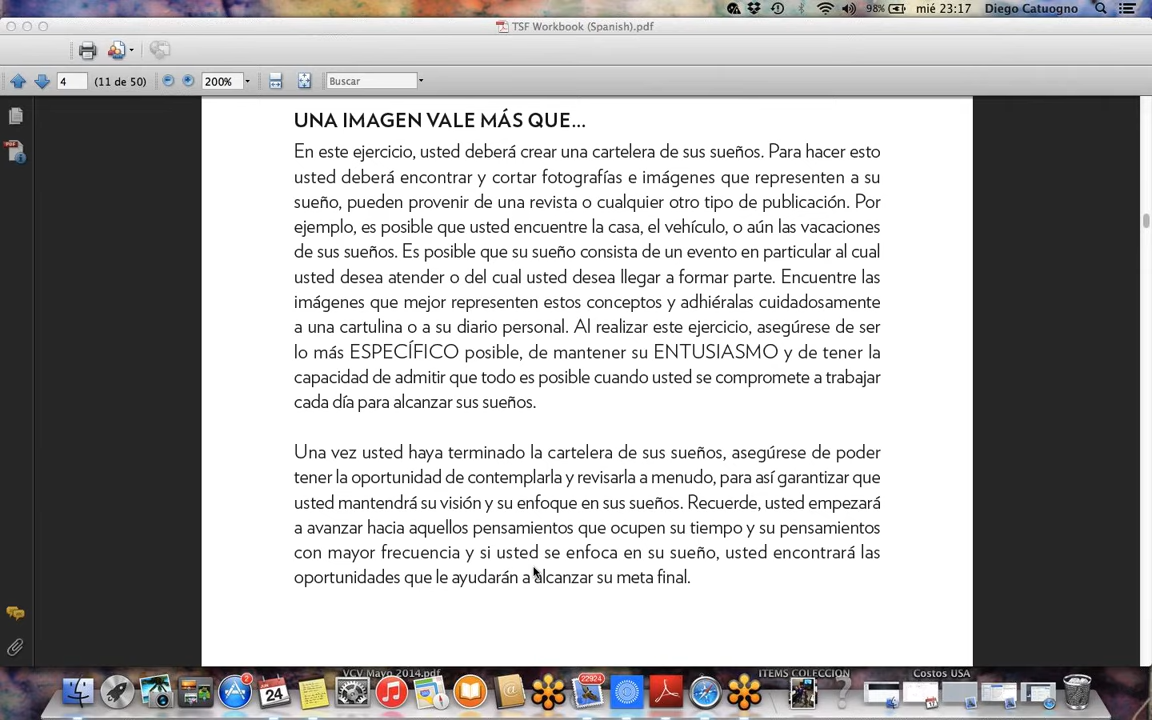 98%
mié 23:17
Diego Catuogno
TSF Workbook (Spanish).pdf
4
(11 de 50)
200%
Buscar
UNA IMAGEN VALE MÁS QUE...
En este ejercicio, usted deberá crear una cartelera de sus sueños. Para hacer esto
usted deberá encontrar y cortar fotografías e imágenes que representen a su
sueño, pueden provenir de una revista o cualquier otro tipo de publicación. Por
ejemplo, es posible que usted encuentre la casa, el vehículo, o aún las vacaciones
de sus sueños. Es posible que su sueño consista de un evento en particular al cual
usted desea atender o del cual usted desea llegar a formar parte. Encuentre las
imágenes que mejor representen estos conceptos y adhiéralas cuidadosamente
a una cartulina o a su diario personal. Al realizar este ejercicio, asegúrese de ser
lo más ESPECÍFICO posible, de mantener su ENTUSIASMO y de tener la
capacidad de admitir que todo es posible cuando usted se compromete a trabajar
cada día para alcanzar sus sueños.
Una vez usted haya terminado la cartelera de sus sueños, asegúrese de poder
tener la oportunidad de contemplarla y revisarla a menudo, para así garantizar que
usted mantendrá su visión y su enfoque en sus sueños. Recuerde, usted empezará
a avanzar hacia aquellos pensamientos que ocupen su tiempo y su pensamientos
con mayor frecuencia y si usted se enfoca en su sueño, usted encontrará las
oportunidades que le ayudarán a alcanzar su meta final.
VCV Mayo 2014.pdf
ITEMS COLECCION
Costos USA
2
24
22924